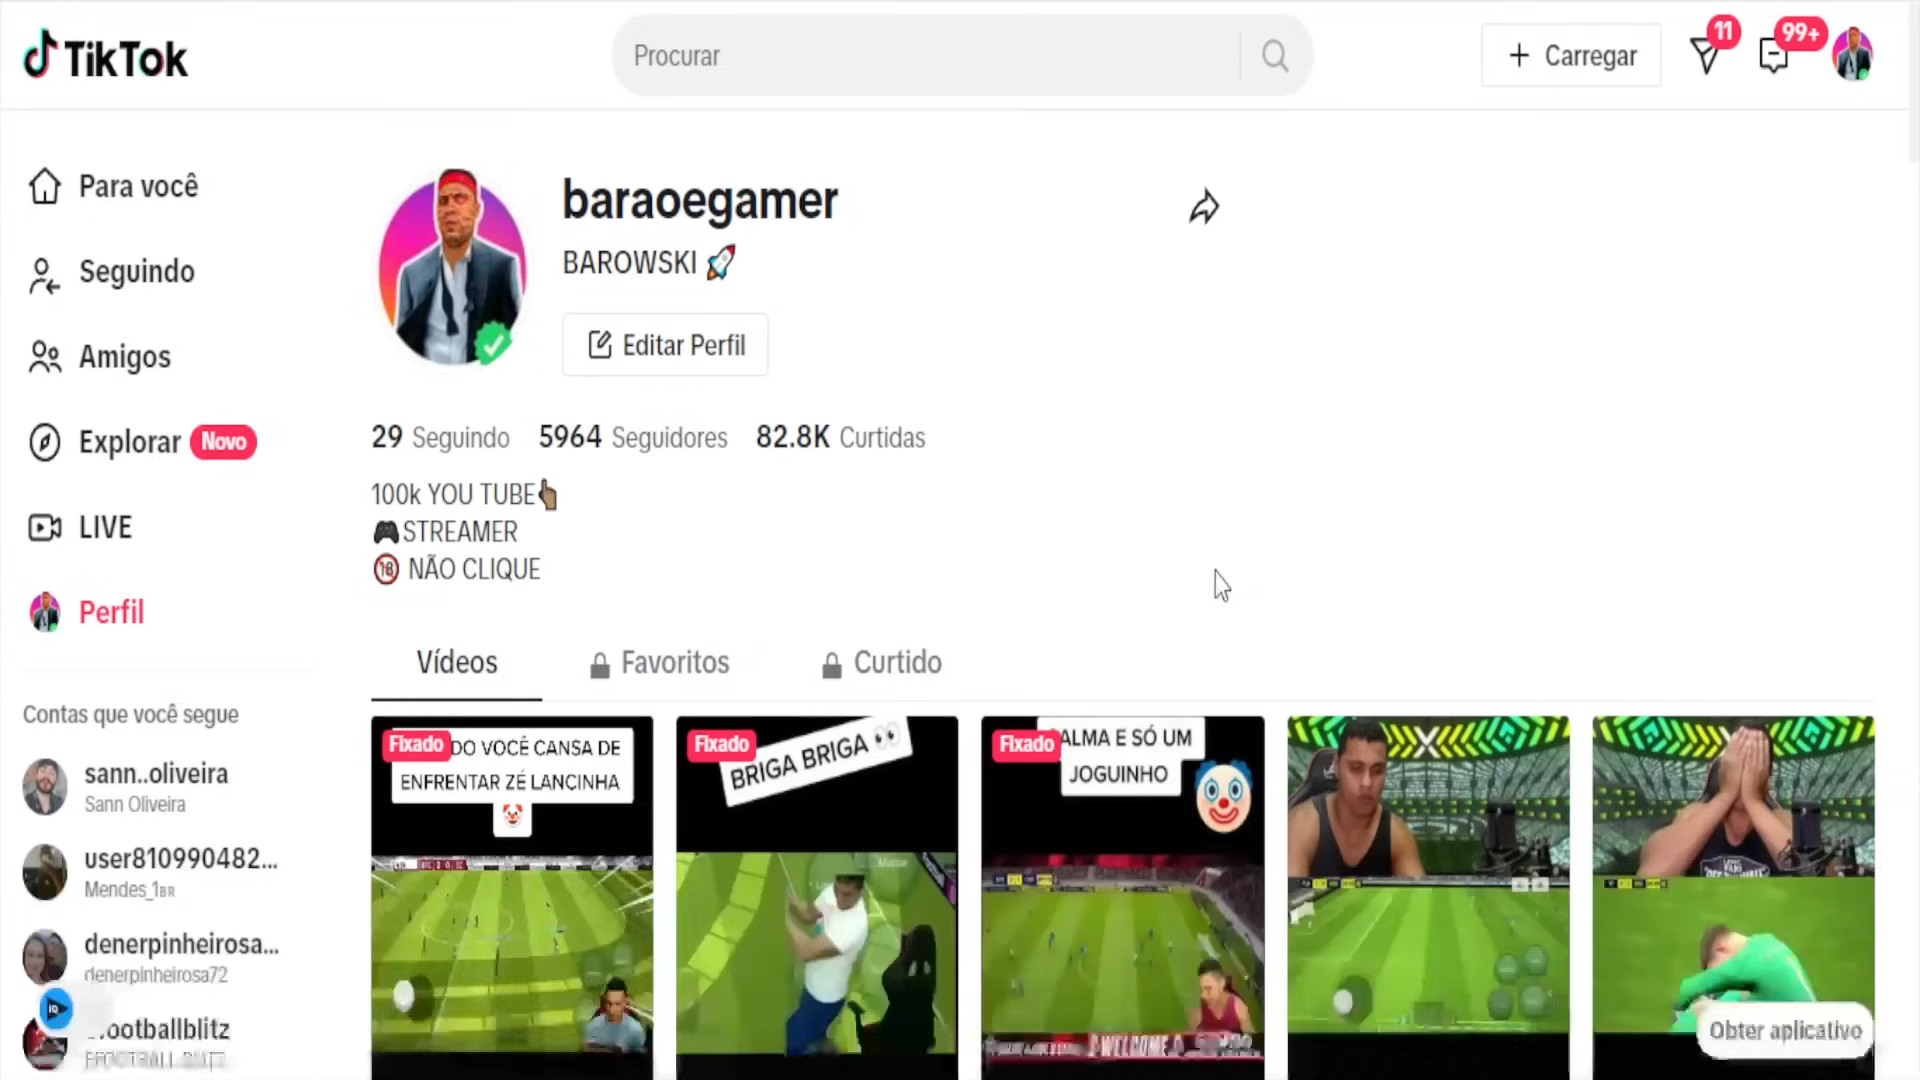 TikTok
Procurar
Carregar
11
99+
Para você
Seguindo
Amigos
Explorar Novo
LIVE
Perfil
Contas que você segue
sann..oliveira
Sann Oliveira
user810990482...
Mendes_1BR
denerpinheirosa...
denerpinheirosa72
ootballblitz
baraoegamer
BAROWSKI 🚀
Editar Perfil
29 Seguindo 5964 Seguidores 82.8K Curtidas
100k YOU TUBE👆🏾
🎮STREAMER
🔞 NÃO CLIQUE
Vídeos Favoritos Curtido
Fixado
DO VOCÊ CANSA DE
ENFRENTAR ZÉ LANCINHA
🤡
Fixado
BRIGA BRIGA 👀
Fixado
ALMA E SÓ UM
JOGUINHO
🤡
VANS
Obter aplicativo